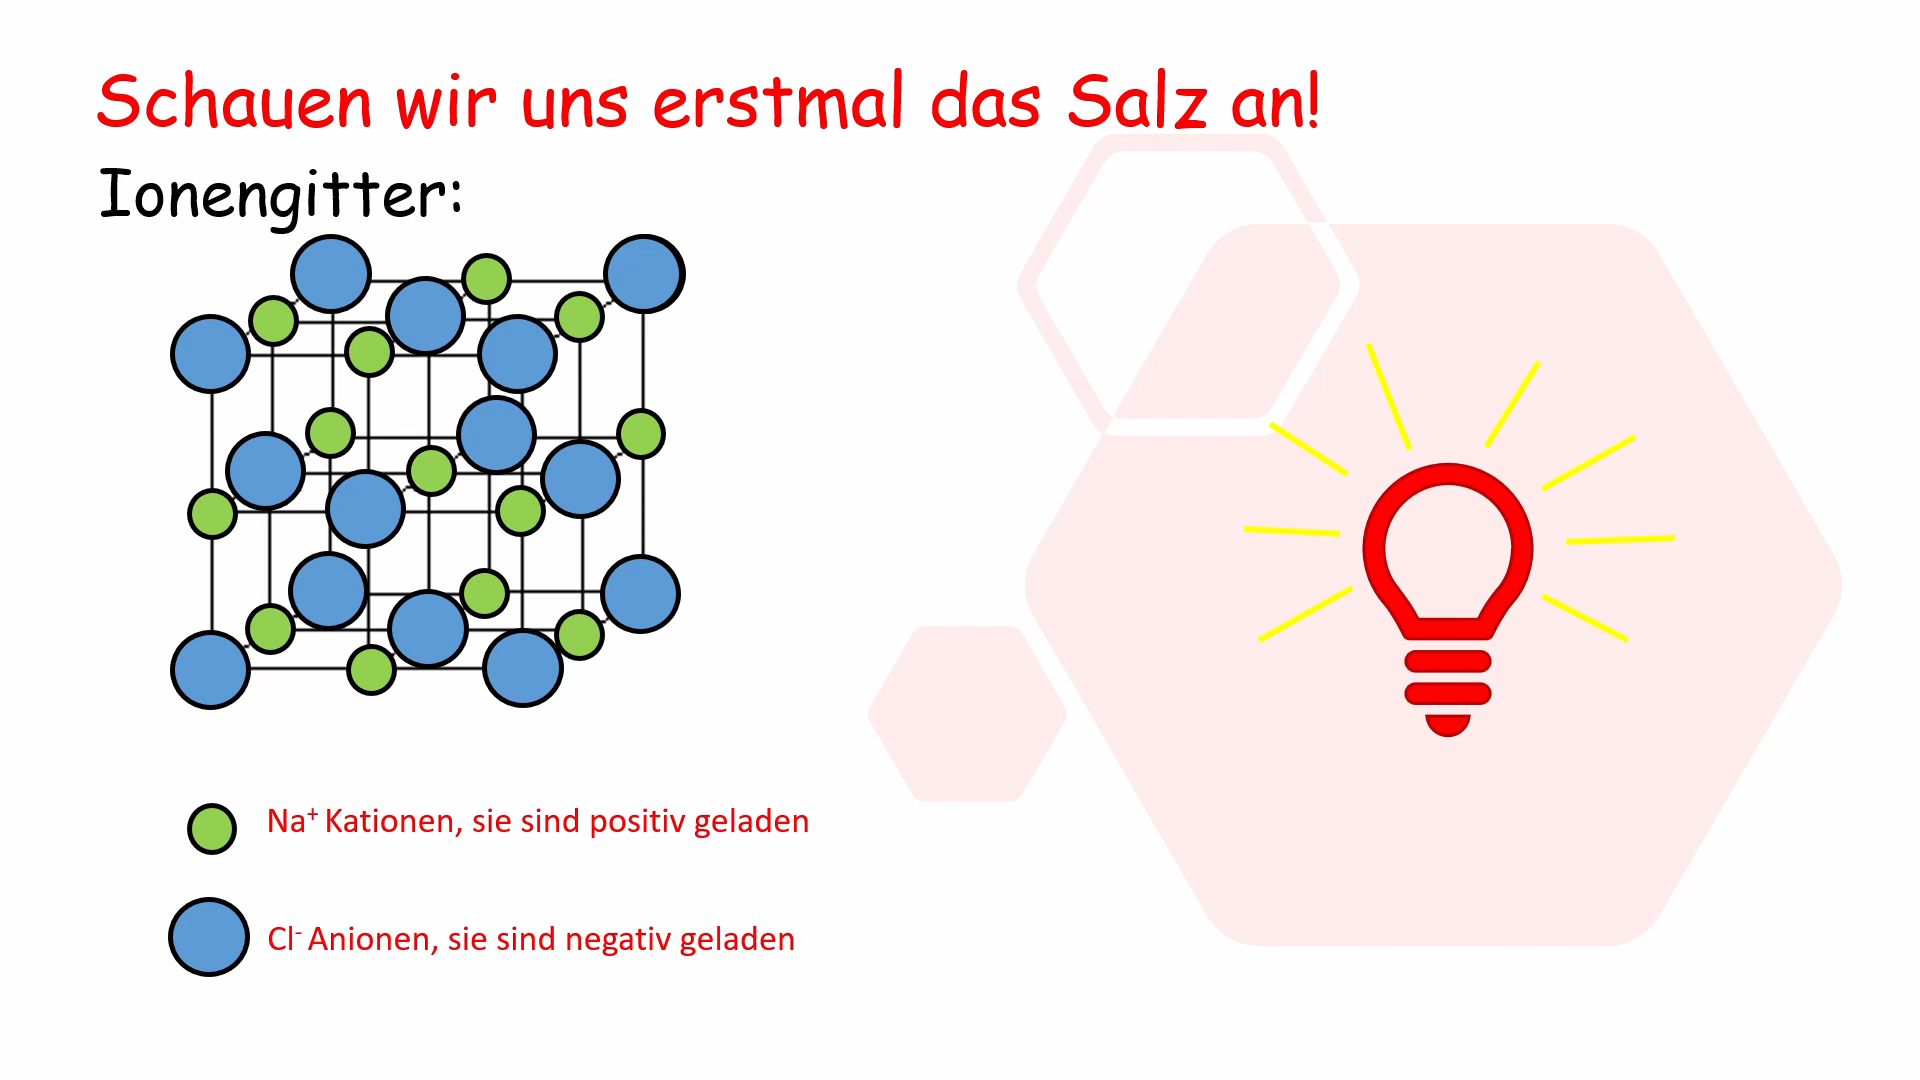 Schauen wir uns erstmal das Salz an!
Ionengitter:
Na⁺ Kationen, sie sind positiv geladen
Cl⁻ Anionen, sie sind negativ geladen